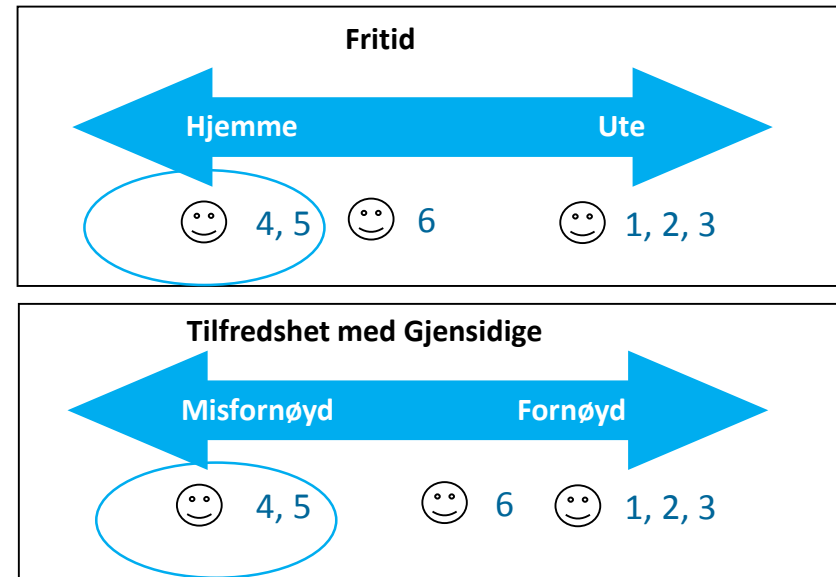 Fritid
Hjemme Ute
4, 5 6 1, 2, 3
Tilfredshet med Gjensidige
Misfornøyd Fornøyd
4, 5 6 1, 2, 3